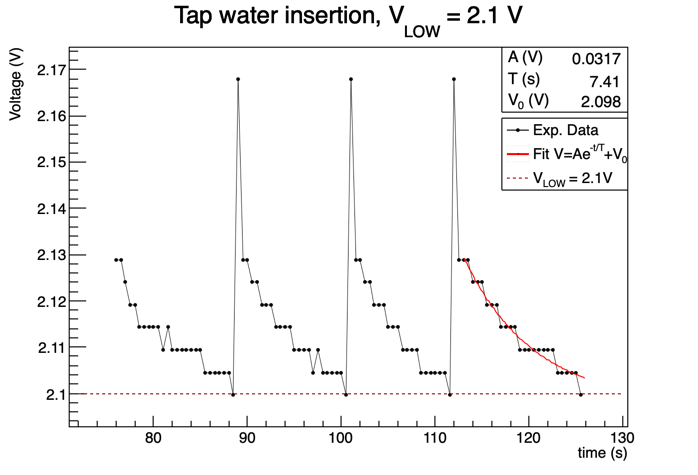 Tap water insertion, V_LOW = 2.1 V
Voltage (V)
A (V) 0.0317
T (s) 7.41
V_0 (V) 2.098
Exp. Data
Fit V=Ae^-t/T+V_0
V_LOW = 2.1V
2.17
2.16
2.15
2.14
2.13
2.12
2.11
2.1
80 90 100 110 120 130
time (s)